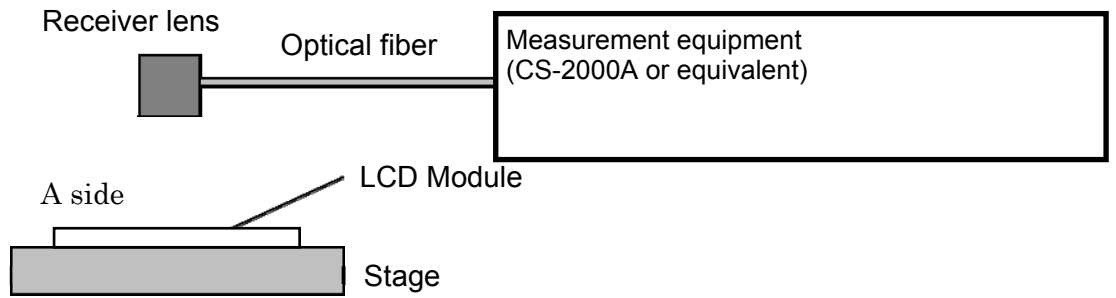 Receiver lens
Optical fiber
Measurement equipment
(CS-2000A or equivalent)
LCD Module
A side
Stage